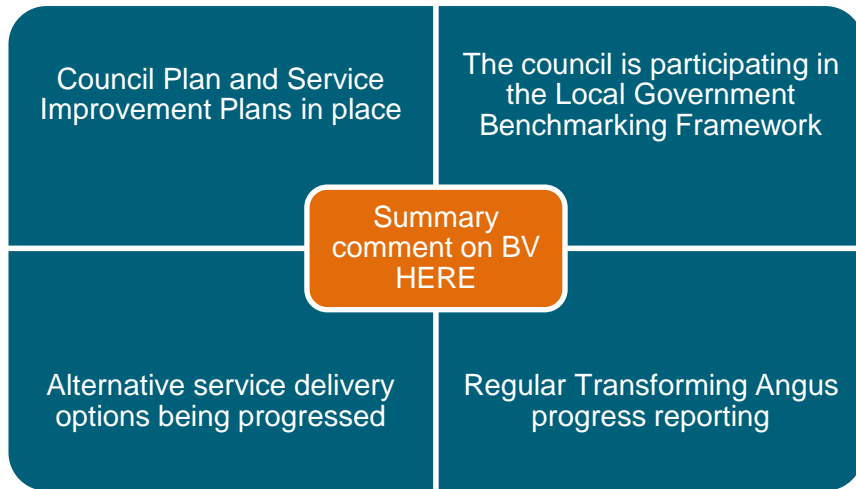 Council Plan and Service
Improvement Plans in place
The council is participating in
the Local Government
Benchmarking Framework
Summary
comment on BV
HERE
Alternative service delivery
options being progressed
Regular Transforming Angus
progress reporting